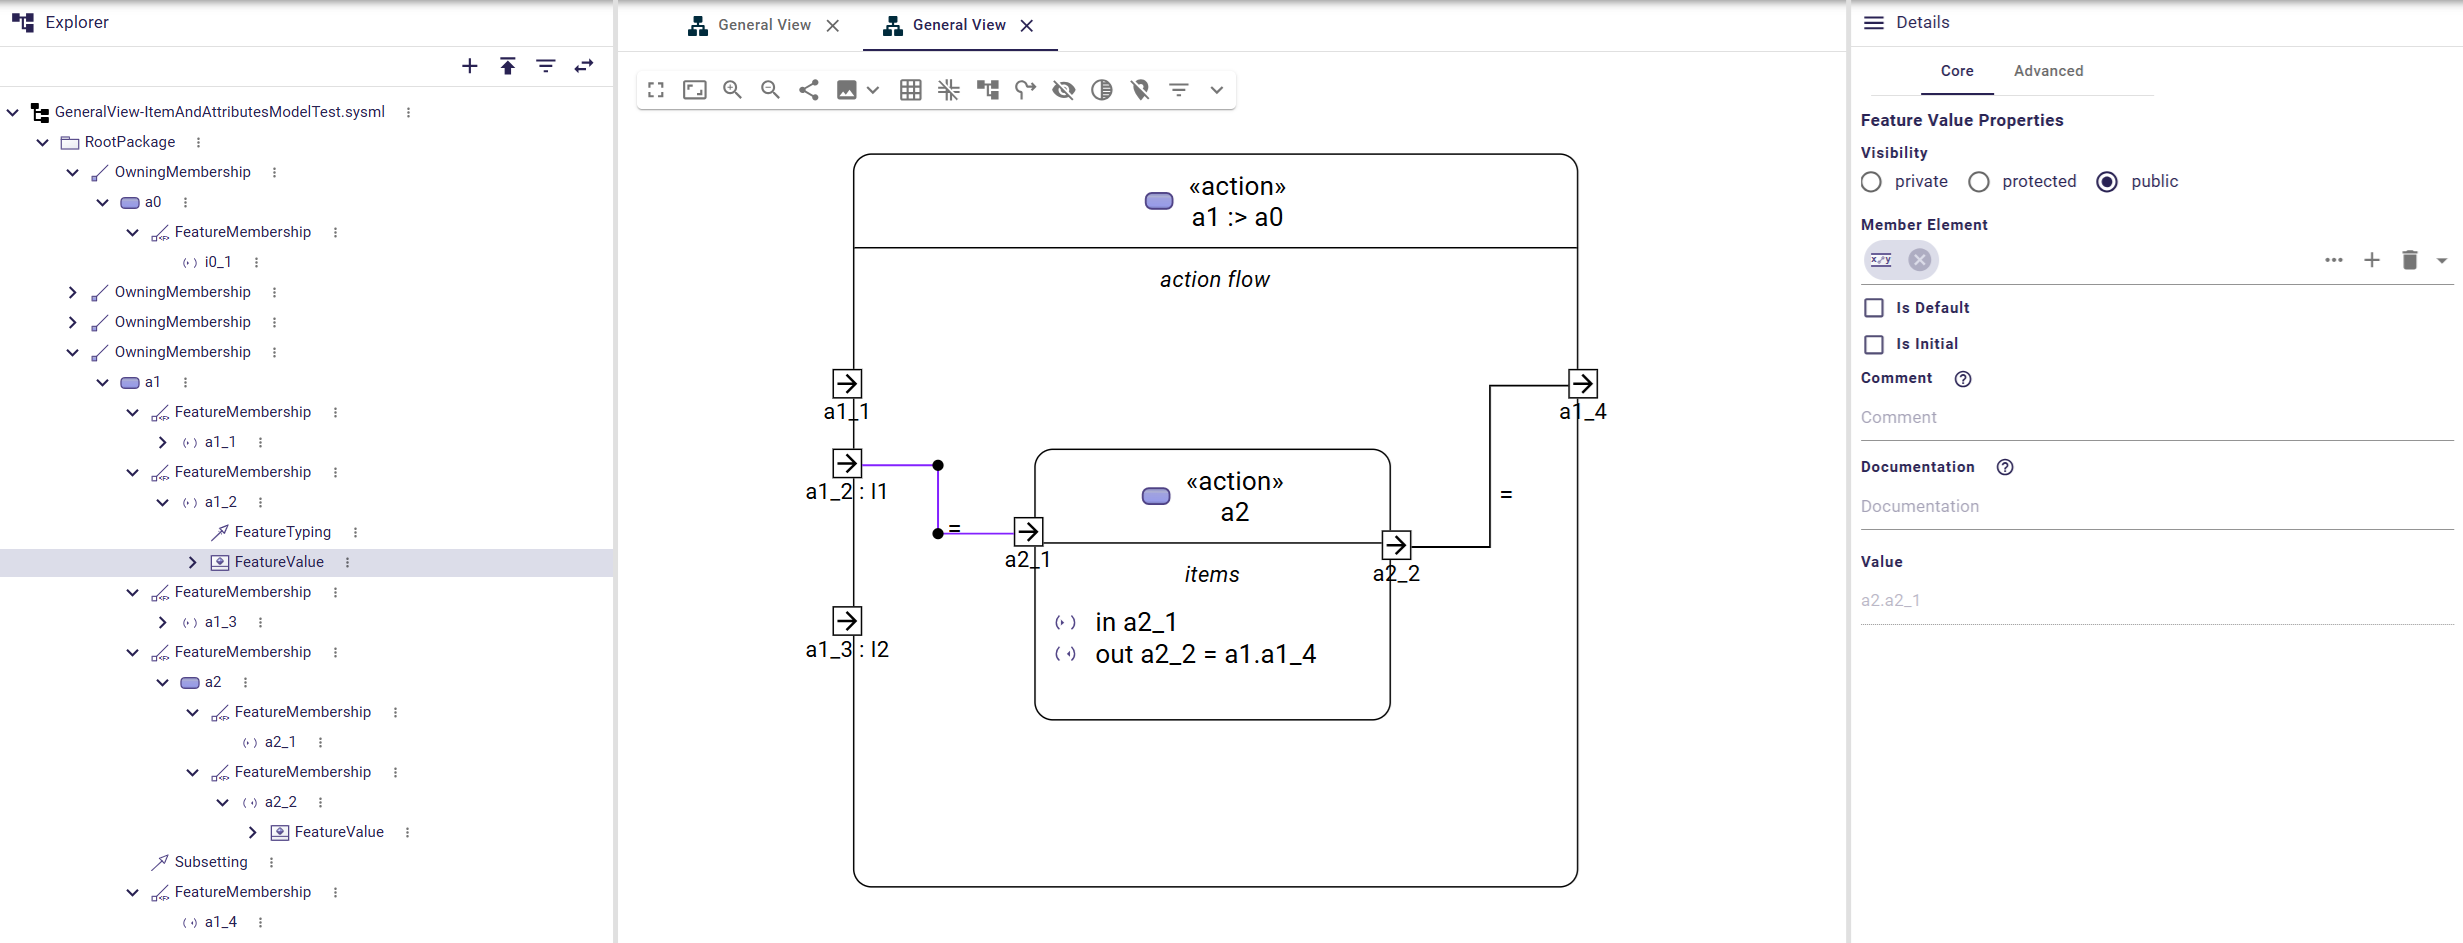 Explorer
GeneralView-ItemAndAttributesModelTest.sysml
RootPackage
OwningMembership
a0
FeatureMembership
i0_1
OwningMembership
OwningMembership
OwningMembership
a1
FeatureMembership
a1_1
FeatureMembership
a1_2
FeatureTyping
FeatureValue
FeatureMembership
a1_3
FeatureMembership
a2
FeatureMembership
a2_1
FeatureMembership
a2_2
FeatureValue
Subsetting
FeatureMembership
a1_4
General View
General View
«action»
a1 :> a0
action flow
a1_1
a1_4
a1_2 : I1
=
a2_1
«action»
a2
=
a2_2
items
in a2_1
out a2_2 = a1.a1_4
a1_3 : I2
Details
Core Advanced
Feature Value Properties
Visibility
private protected public
Member Element
Is Default
Is Initial
Comment
Comment
Documentation
Documentation
Value
a2.a2_1